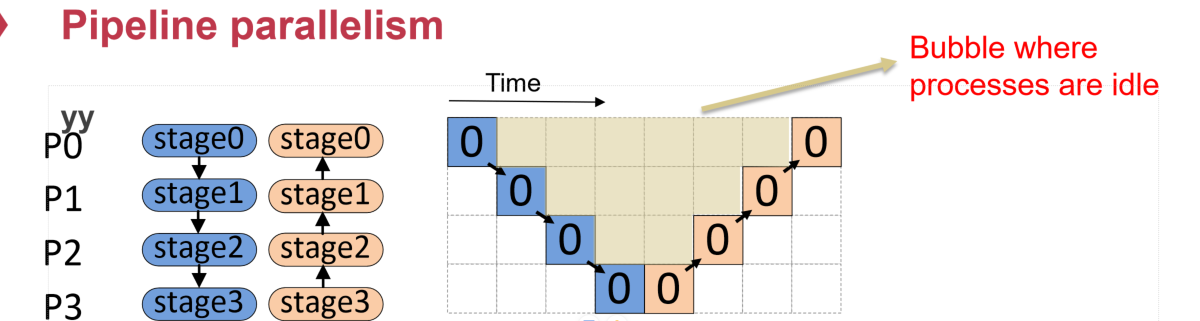 Pipeline parallelism
Bubble where
processes are idle
Time
yy
P0 stage0 stage0 0 0
P1 stage1 stage1 0 0
P2 stage2 stage2 0 0
P3 stage3 stage3 0 0